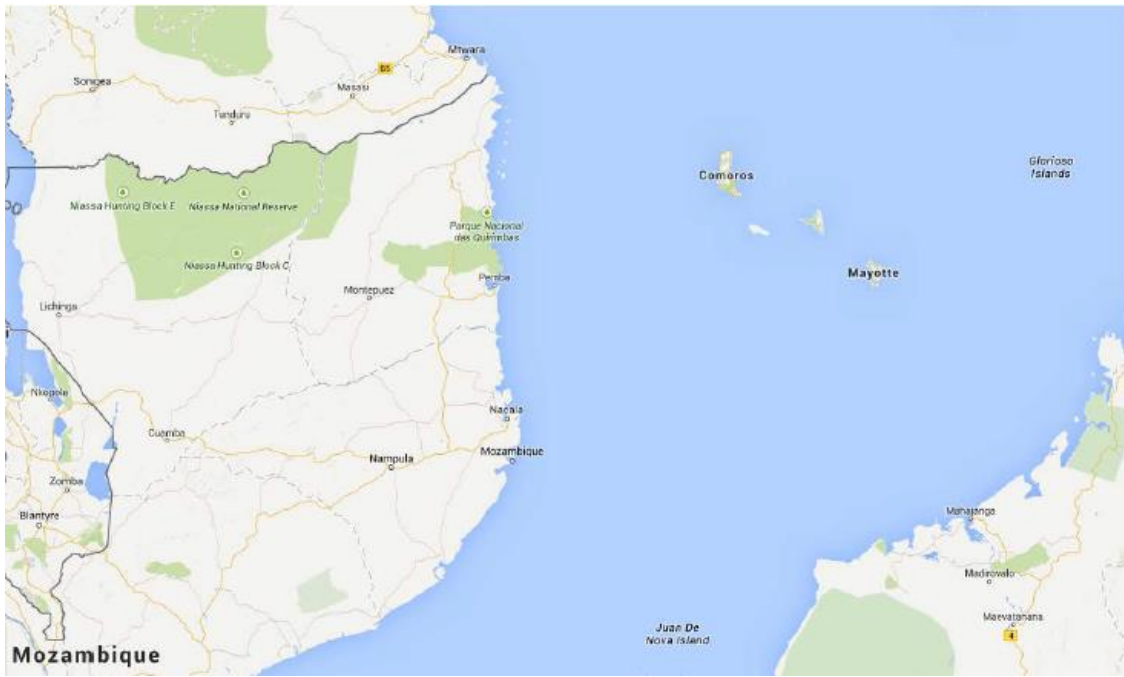 Mtwara
B5
Songea
Masasi
Tunduru
Comoros
Glorioso
Islands
Niassa Hunting Block E
Niassa National Reserve
Parque Nacional
das Quirimbas
Niassa Hunting Block C
Mayotte
Pemba
Montepuez
Lichinga
Nkopola
Nacala
Cuamba
Nampula
Mozambique
Zomba
Blantyre
Mahajanga
Madirovalo
Maevatanana
Juan De
Nova Island
4
Mozambique